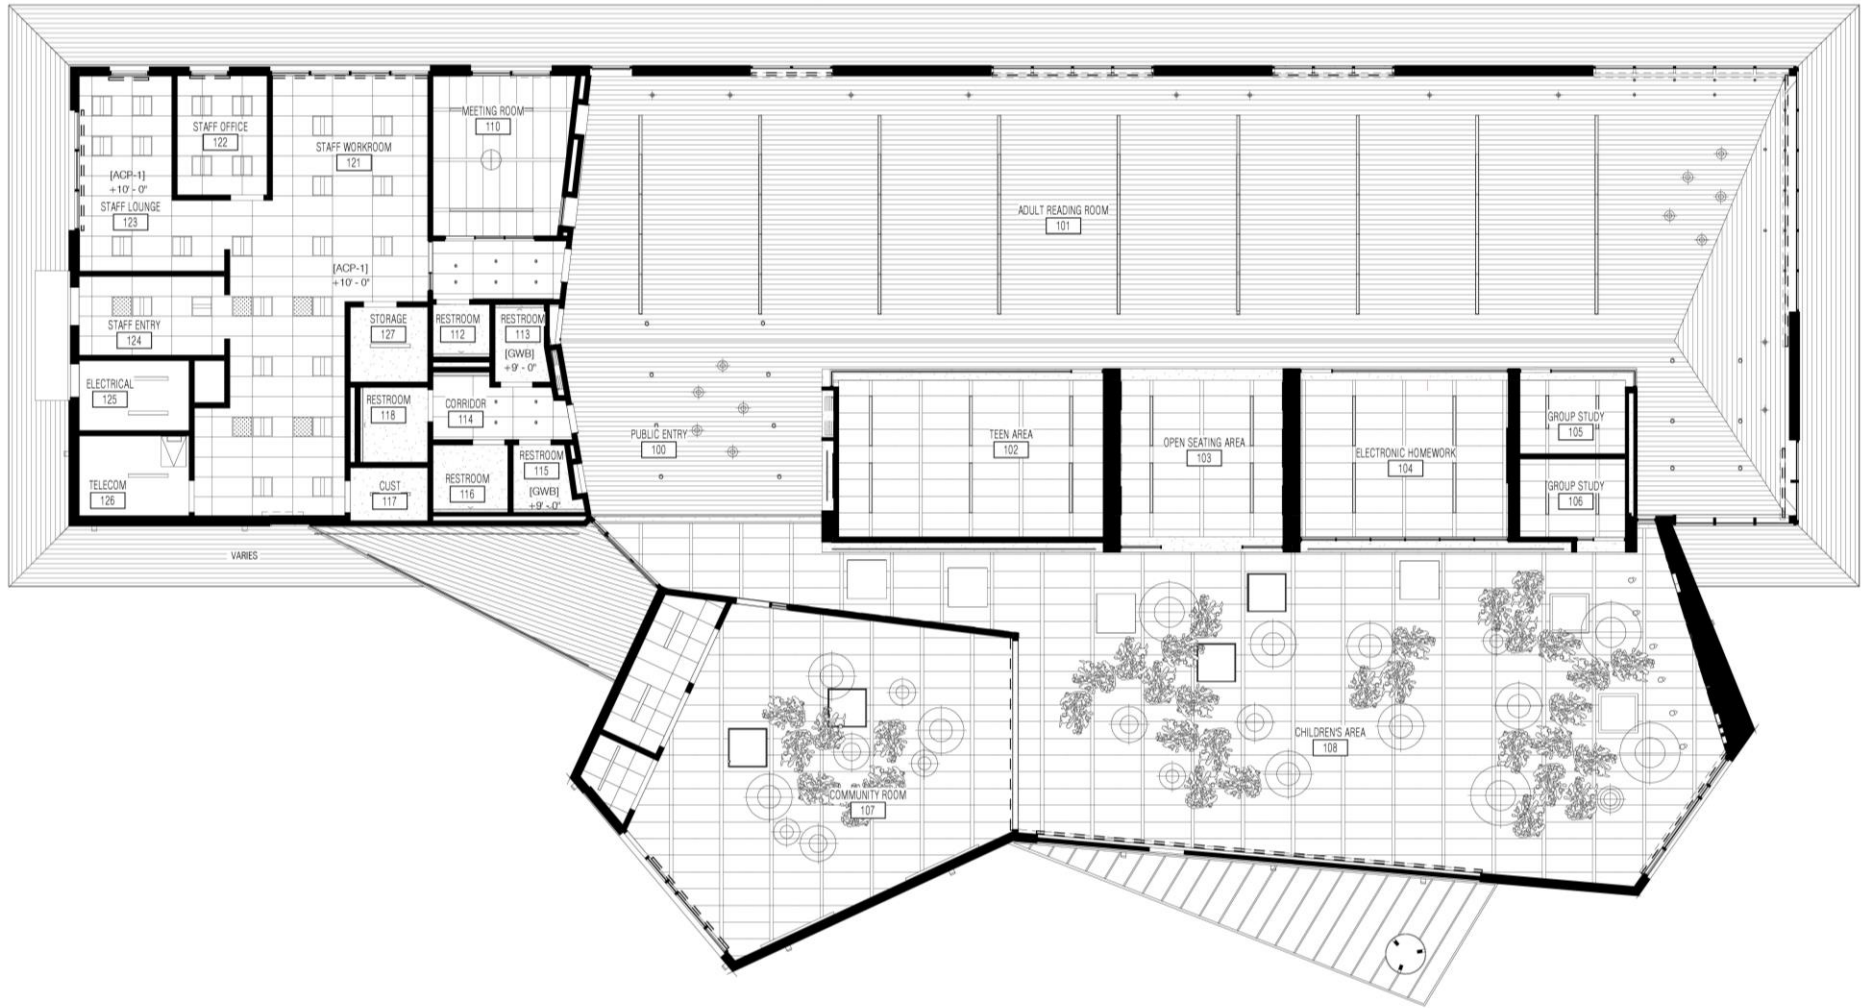 MEETING ROOM
110
STAFF OFFICE
122
STAFF WORKROOM
121
[ACP-1]
+10' - 0"
STAFF LOUNGE
123
ADULT READING ROOM
101
[ACP-1]
+10' - 0"
STAFF ENTRY
124
STORAGE
127
RESTROOM
112
RESTROOM
113
[GWB]
+9' - 0"
ELECTRICAL
125
RESTROOM
118
CORRIDOR
114
PUBLIC ENTRY
100
TEEN AREA
102
OPEN SEATING AREA
103
ELECTRONIC HOMEWORK
104
GROUP STUDY
105
GROUP STUDY
106
TELECOM
126
CUST
117
RESTROOM
116
RESTROOM
115
[GWB]
+9' - 0"
VARIES
CHILDREN'S AREA
108
COMMUNITY ROOM
107